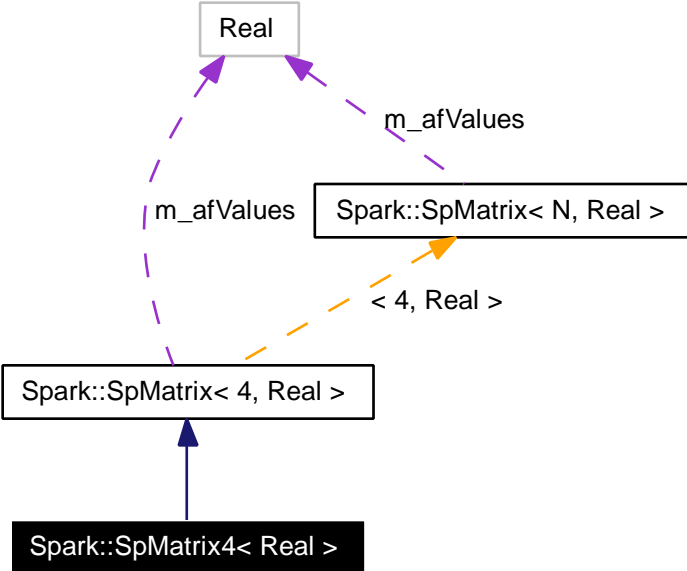 Real
m_afValues
m_afValues
Spark::SpMatrix< N, Real >
< 4, Real >
Spark::SpMatrix< 4, Real >
Spark::SpMatrix4< Real >